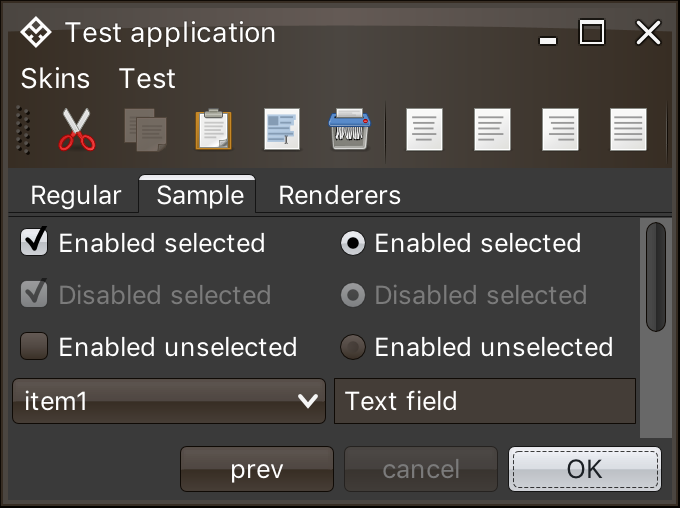 Test application
Skins Test
Regular Sample Renderers
Enabled selected Enabled selected
Disabled selected Disabled selected
Enabled unselected Enabled unselected
item1 Text field
prev cancel OK